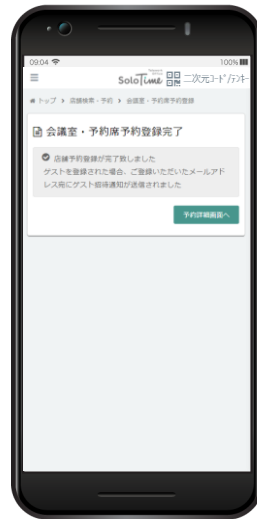 09:04 100%
SoloTime 二次元ｺｰﾄﾞ/ﾃﾝｷｰ
トップ > 店舗検索・予約 > 会議室・予約席予約登録
会議室・予約席予約登録完了
店舗予約登録が完了致しました
ゲストを登録された場合、ご登録いただいたメールアド
レス宛にゲスト招待通知が送信されました
予約詳細画面へ